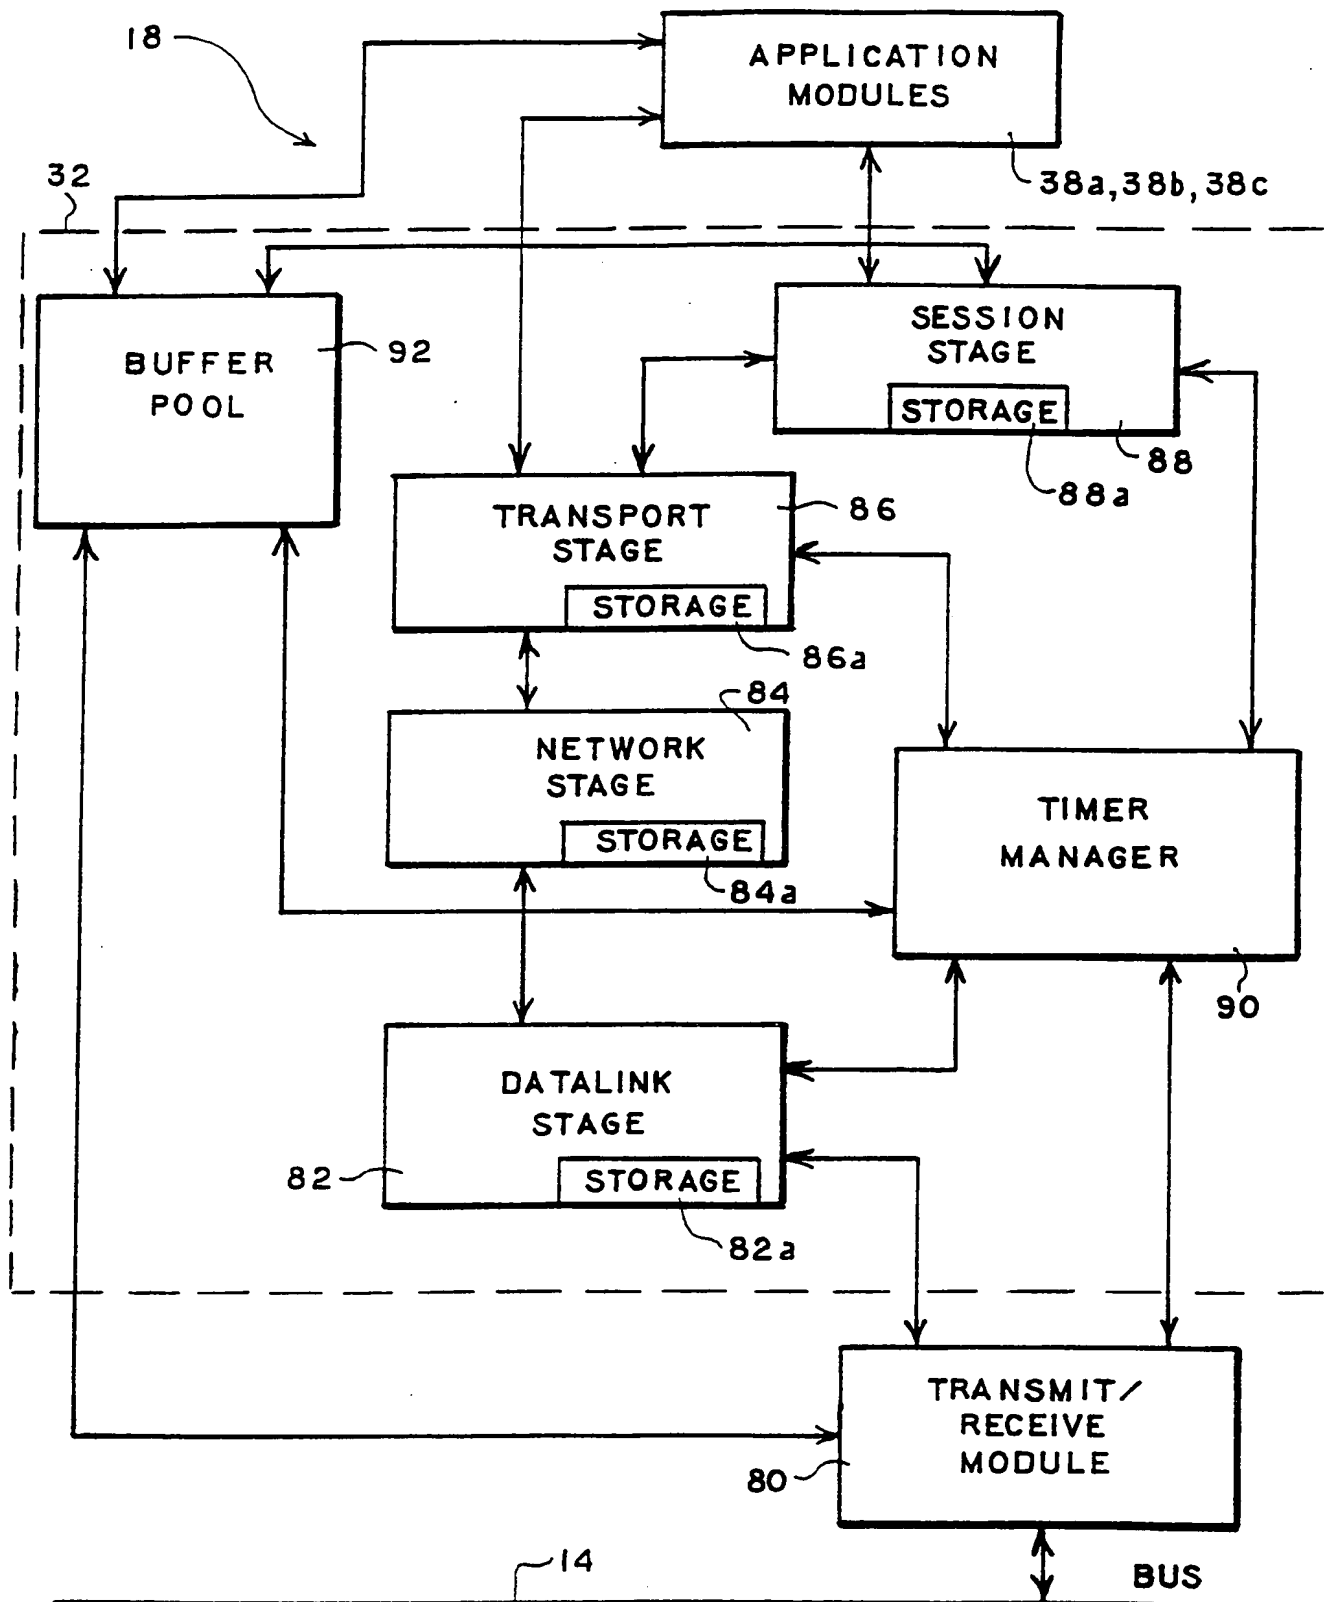 18
APPLICATION
MODULES
38a, 38b, 38c
32
BUFFER
POOL
92
SESSION
STAGE
STORAGE
88
88a
TRANSPORT
STAGE
STORAGE
86
86a
84
NETWORK
STAGE
STORAGE
84a
TIMER
MANAGER
90
DATALINK
STAGE
STORAGE
82
82a
TRANSMIT/
RECEIVE
MODULE
80
14
BUS